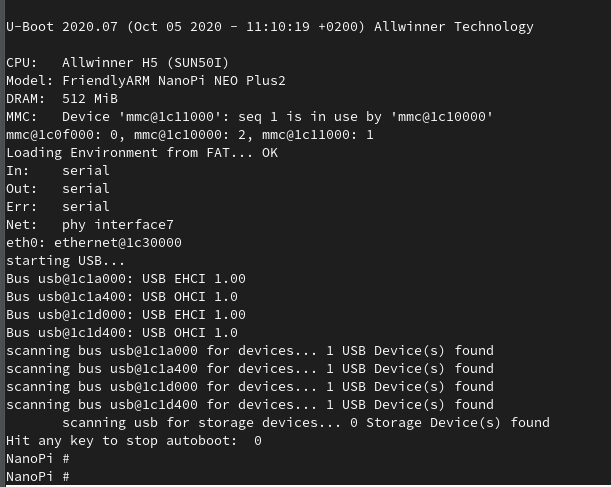 U-Boot 2020.07 (Oct 05 2020 - 11:10:19 +0200) Allwinner Technology
CPU:   Allwinner H5 (SUN50I)
Model: FriendlyARM NanoPi NEO Plus2
DRAM:  512 MiB
MMC:   Device 'mmc@1c11000': seq 1 is in use by 'mmc@1c10000'
mmc@1c0f000: 0, mmc@1c10000: 2, mmc@1c11000: 1
Loading Environment from FAT... OK
In:    serial
Out:   serial
Err:   serial
Net:   phy interface7
eth0: ethernet@1c30000
starting USB...
Bus usb@1c1a000: USB EHCI 1.00
Bus usb@1c1a400: USB OHCI 1.0
Bus usb@1c1d000: USB EHCI 1.00
Bus usb@1c1d400: USB OHCI 1.0
scanning bus usb@1c1a000 for devices... 1 USB Device(s) found
scanning bus usb@1c1a400 for devices... 1 USB Device(s) found
scanning bus usb@1c1d000 for devices... 1 USB Device(s) found
scanning bus usb@1c1d400 for devices... 1 USB Device(s) found
       scanning usb for storage devices... 0 Storage Device(s) found
Hit any key to stop autoboot:  0
NanoPi #
NanoPi #